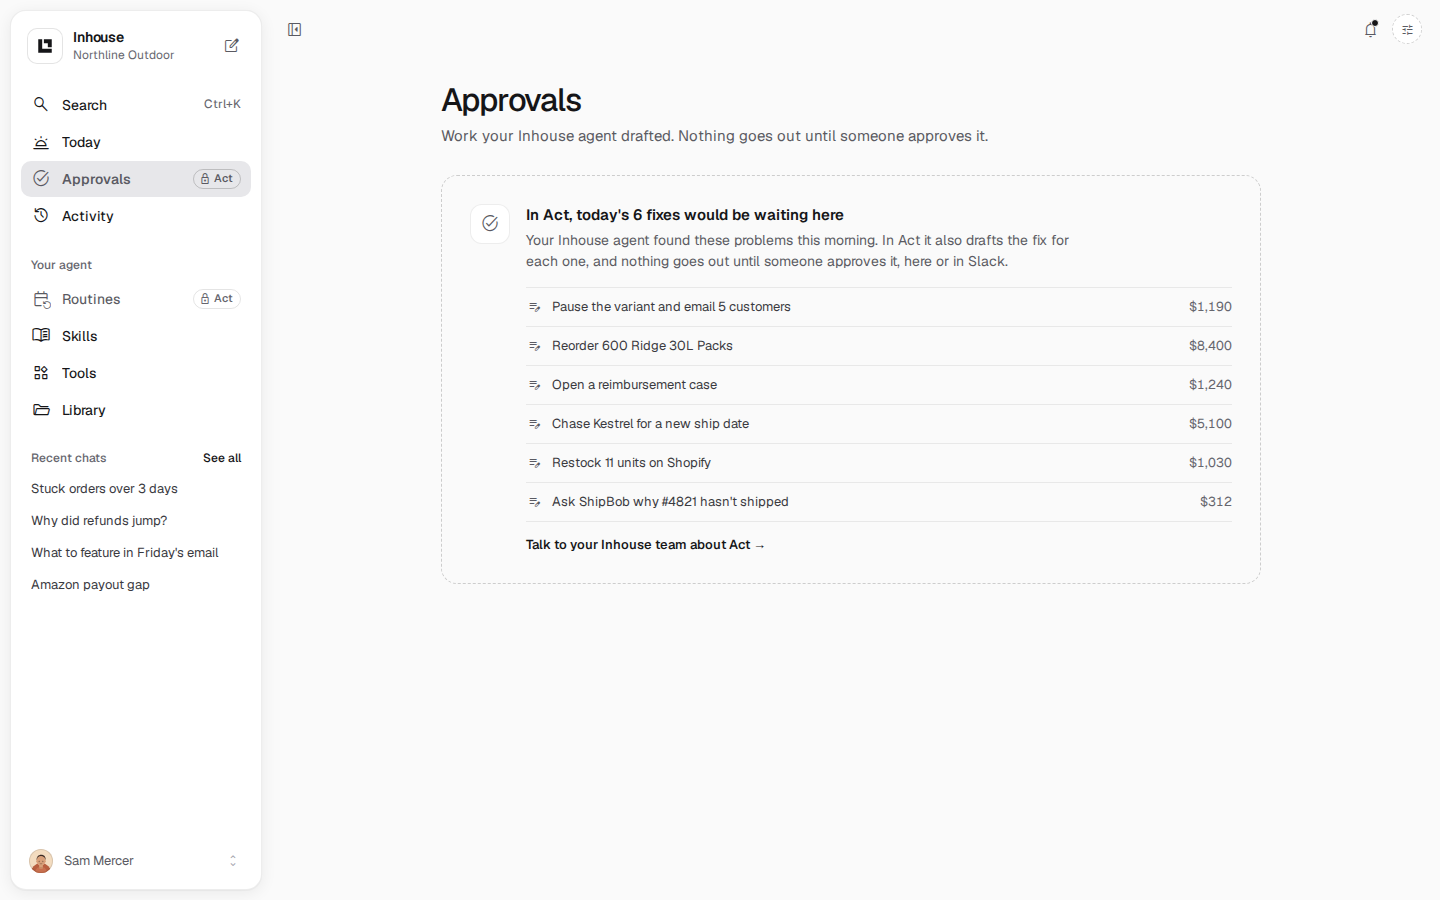 Inhouse
Northline Outdoor
Search Ctrl+K
Today
Approvals Act
Activity
Your agent
Routines Act
Skills
Tools
Library
Recent chats See all
Stuck orders over 3 days
Why did refunds jump?
What to feature in Friday's email
Amazon payout gap
Sam Mercer
Approvals
Work your Inhouse agent drafted. Nothing goes out until someone approves it.
In Act, today's 6 fixes would be waiting here
Your Inhouse agent found these problems this morning. In Act it also drafts the fix for
each one, and nothing goes out until someone approves it, here or in Slack.
Pause the variant and email 5 customers $1,190
Reorder 600 Ridge 30L Packs $8,400
Open a reimbursement case $1,240
Chase Kestrel for a new ship date $5,100
Restock 11 units on Shopify $1,030
Ask ShipBob why #4821 hasn't shipped $312
Talk to your Inhouse team about Act →